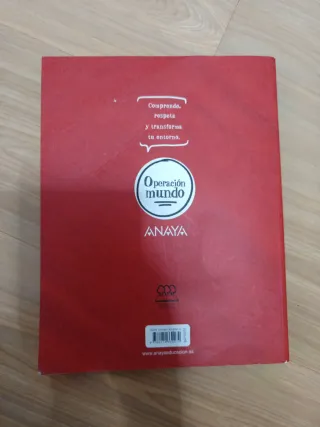 Comprende,
respeta
y transforma
tu entorno.
Operación
mundo
ANAYA
www.anayaeducacion.es